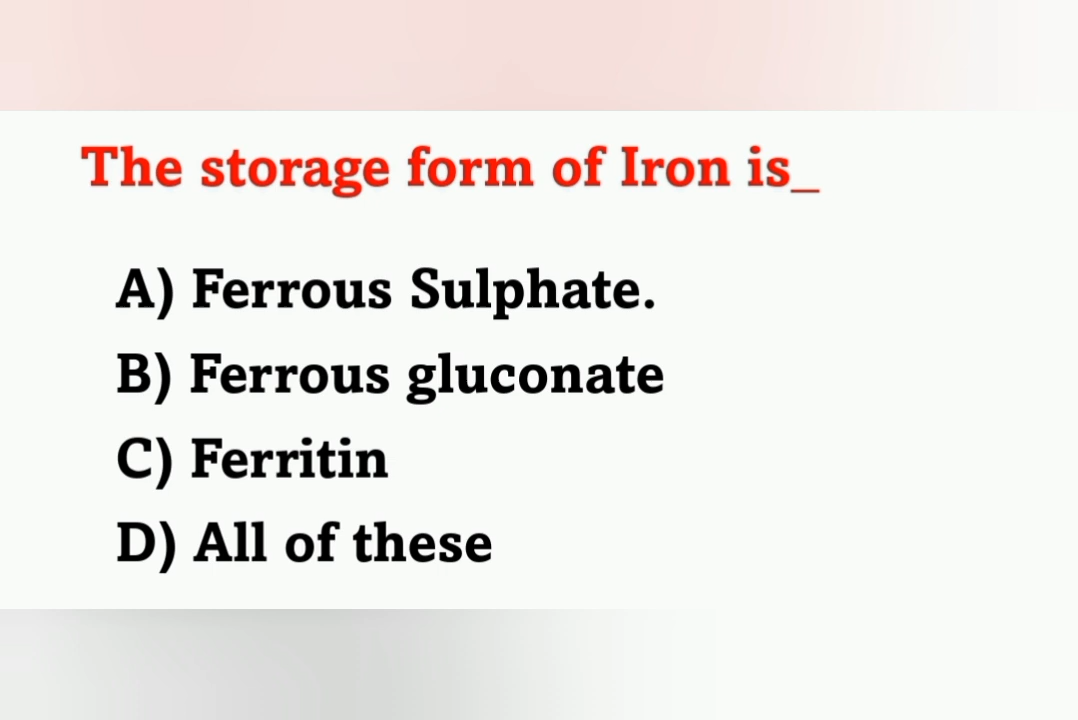 The storage form of Iron is_
A) Ferrous Sulphate.
B) Ferrous gluconate
C) Ferritin
D) All of these